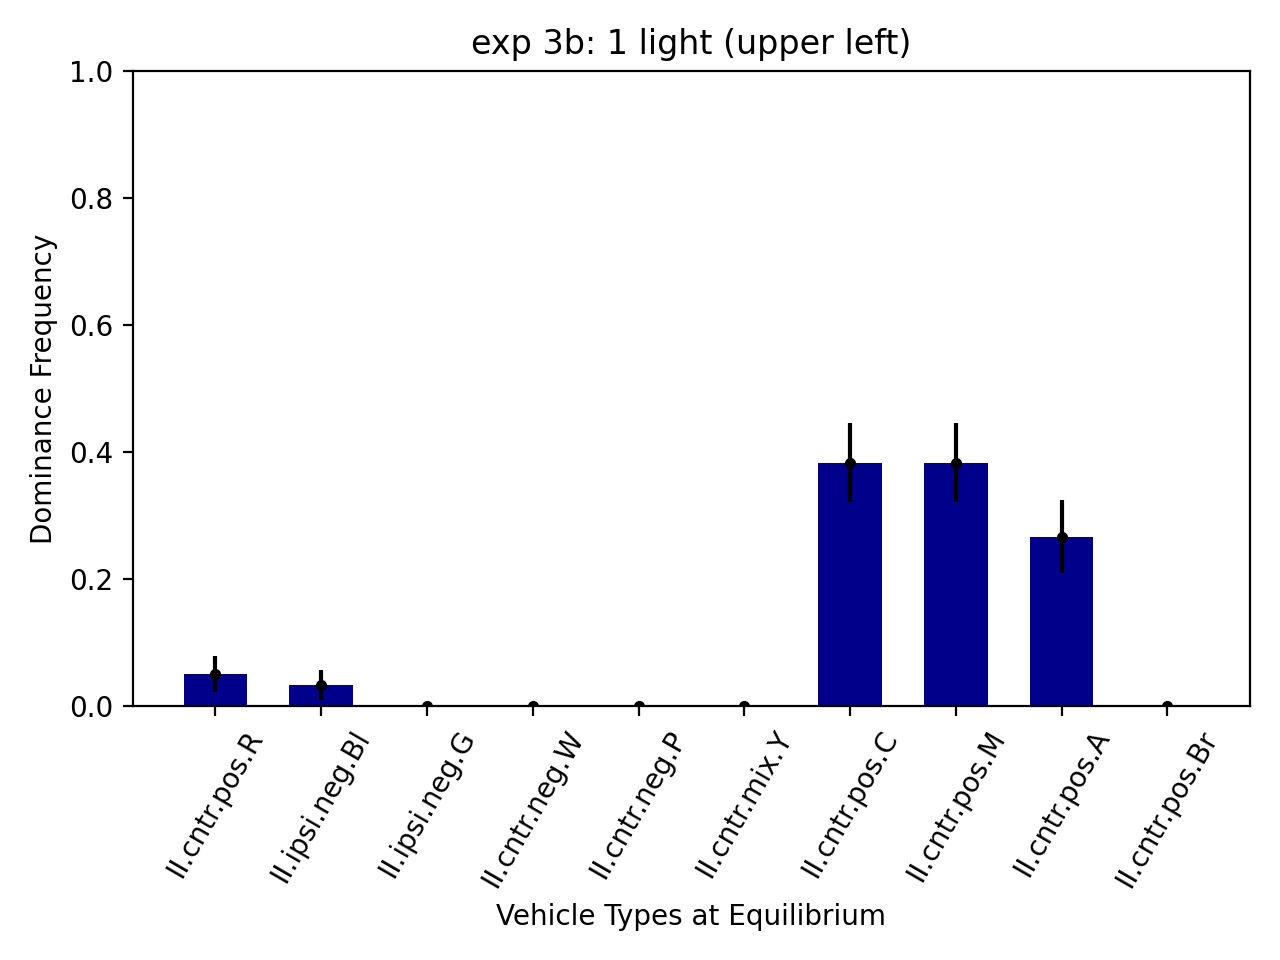 exp 3b: 1 light (upper left)
1.0
0.8
0.6
0.4
0.2
0.0
Dominance Frequency
II.cntr.pos.R
II.ipsi.neg.Bl
II.ipsi.neg.G
II.cntr.neg.W
II.cntr.neg.P
II.cntr.mix.Y
II.cntr.pos.C
II.cntr.pos.M
II.cntr.pos.A
II.cntr.pos.Br
Vehicle Types at Equilibrium